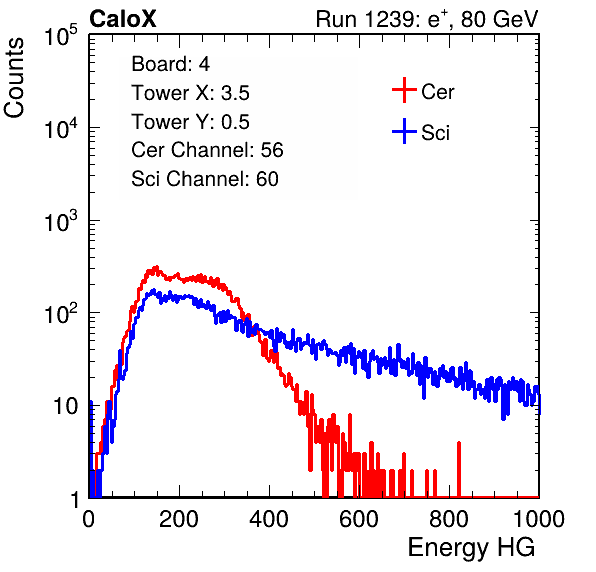 CaloX
Run 1239: e⁺, 80 GeV
Counts
Board: 4
Tower X: 3.5
Tower Y: 0.5
Cer Channel: 56
Sci Channel: 60
Cer
Sci
10⁵
10⁴
10³
10²
10
1
0 200 400 600 800 1000
Energy HG